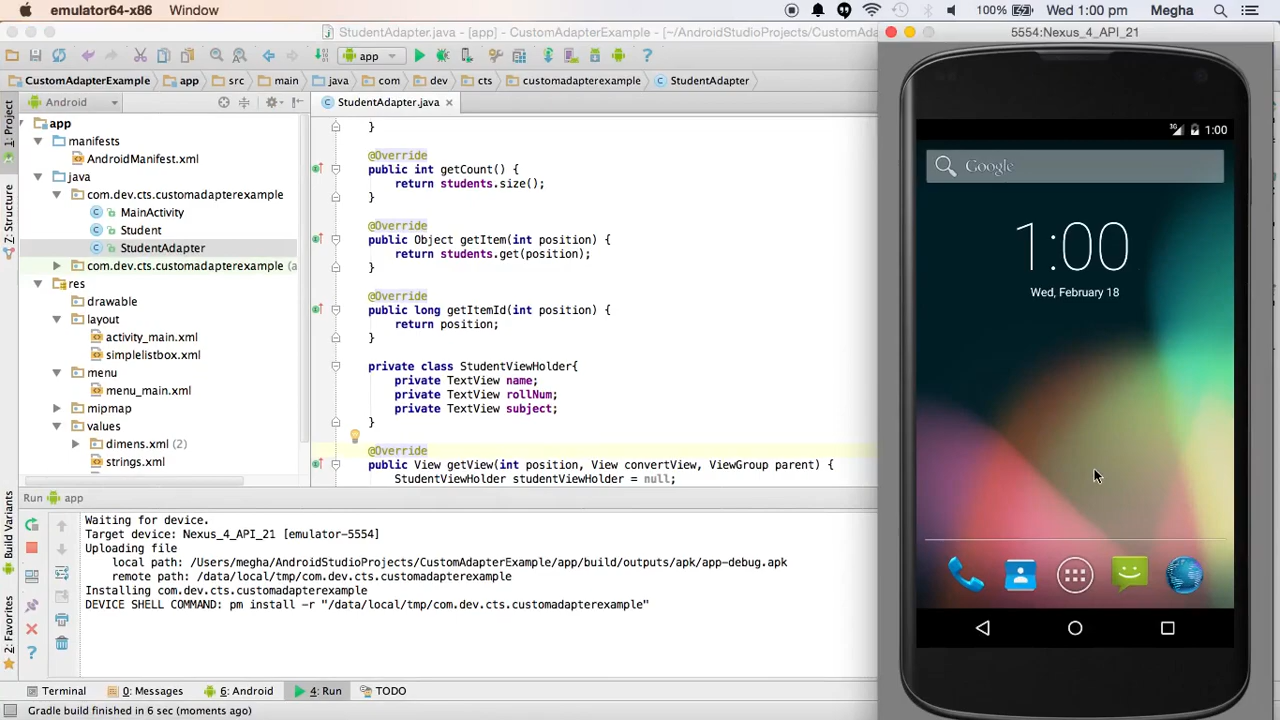 emulator64-x86 Window 100% Wed 1:00 pm Megha
StudentAdapter.java - [app] - CustomAdapterExample - [~/AndroidStudioProjects/CustomAda
5554:Nexus_4_API_21
app
CustomAdapterExample app src main java com dev cts customadapterexample StudentAdapter
Android
StudentAdapter.java
1: Project
Z: Structure
Build Variants
2: Favorites
app
manifests
AndroidManifest.xml
java
com.dev.cts.customadapterexample
MainActivity
Student
StudentAdapter
com.dev.cts.customadapterexample (a
res
drawable
layout
activity_main.xml
simplelistbox.xml
menu
menu_main.xml
mipmap
values
dimens.xml (2)
strings.xml
}
@Override
public int getCount() {
return students.size();
}
@Override
public Object getItem(int position) {
return students.get(position);
}
@Override
public long getItemId(int position) {
return position;
}
private class StudentViewHolder{
private TextView name;
private TextView rollNum;
private TextView subject;
}
@Override
public View getView(int position, View convertView, ViewGroup parent) {
StudentViewHolder studentViewHolder = null;
Run app
Waiting for device.
Target device: Nexus_4_API_21 [emulator-5554]
Uploading file
local path: /Users/megha/AndroidStudioProjects/CustomAdapterExample/app/build/outputs/apk/app-debug.apk
remote path: /data/local/tmp/com.dev.cts.customadapterexample
Installing com.dev.cts.customadapterexample
DEVICE SHELL COMMAND: pm install -r "/data/local/tmp/com.dev.cts.customadapterexample"
Terminal 0: Messages 6: Android 4: Run TODO
Gradle build finished in 6 sec (moments ago)
3G 1:00
Google
1:00
Wed, February 18